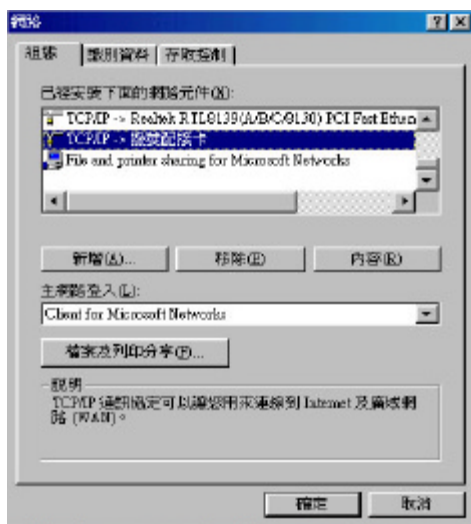 網路
組態 識別資料 存取控制
已經安裝下面的網路元件(N):
TCP/IP -> Realtek RTL8139(A/B/C/8130) PCI Fast Ethern
TCP/IP -> 撥號配接卡
File and printer sharing for Microsoft Networks
新增(A)... 移除(E) 內容(R)
主網路登入(L):
Client for Microsoft Networks
檔案及列印分享(F)...
說明
TCP/IP 通訊協定可以讓您用來連線到 Internet 及廣域網
路 (WAN)。
確定 取消